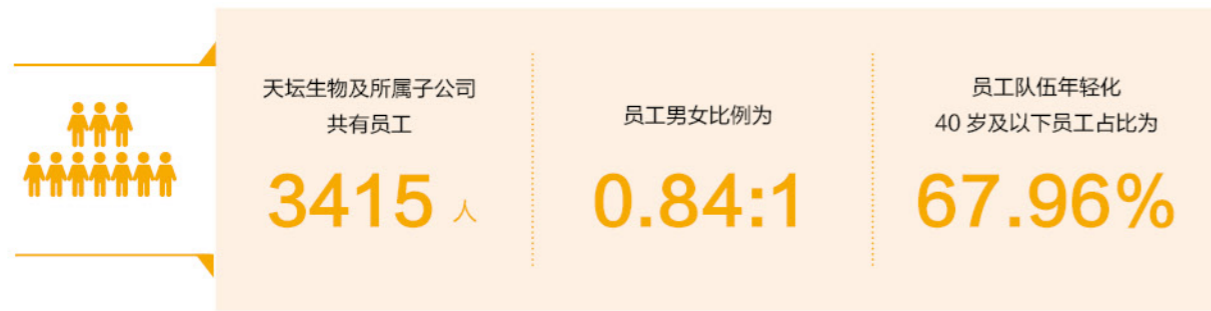 天坛生物及所属子公司
共有员工
3415 人
员工男女比例为
0.84:1
员工队伍年轻化
40 岁及以下员工占比为
67.96%